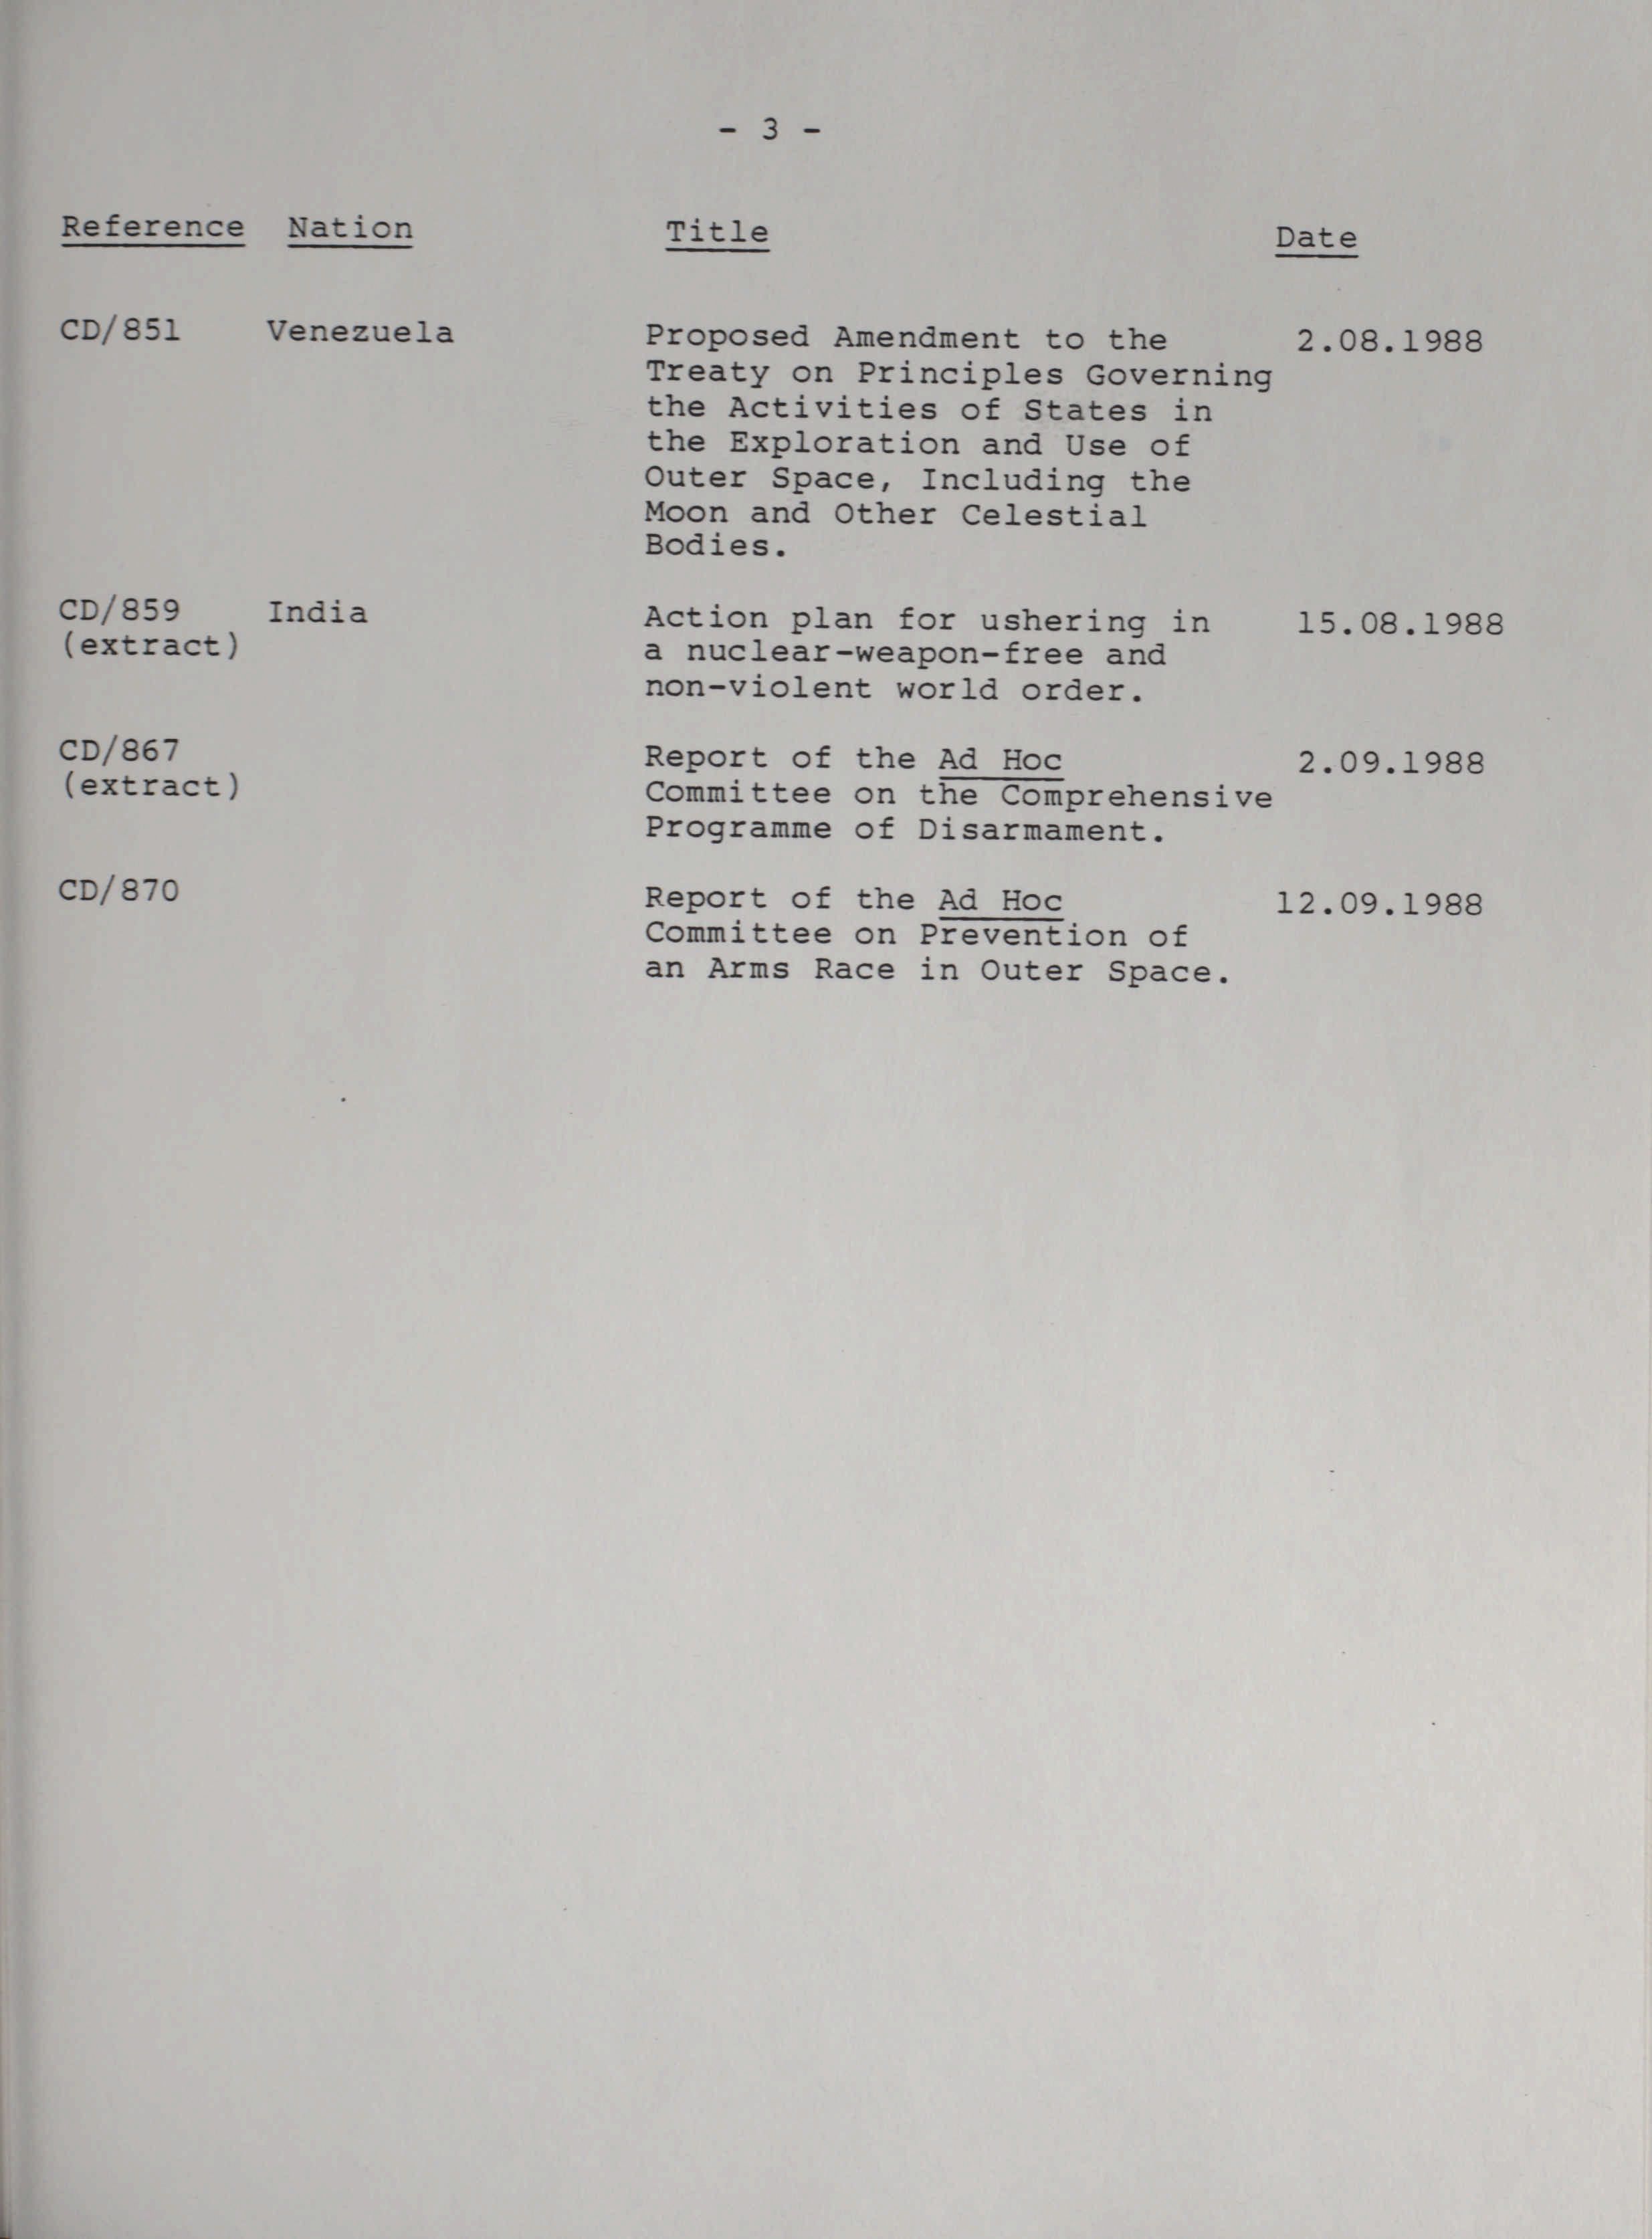 - 3 -
Reference Nation Title Date
CD/851 Venezuela Proposed Amendment to the 2.08.1988
Treaty on Principles Governing
the Activities of States in
the Exploration and Use of
Outer Space, Including the
Moon and Other Celestial
Bodies.
CD/859 India Action plan for ushering in 15.08.1988
(extract) a nuclear-weapon-free and
non-violent world order.
CD/867 Report of the Ad Hoc 2.09.1988
(extract) Committee on the Comprehensive
Programme of Disarmament.
CD/870 Report of the Ad Hoc 12.09.1988
Committee on Prevention of
an Arms Race in Outer Space.